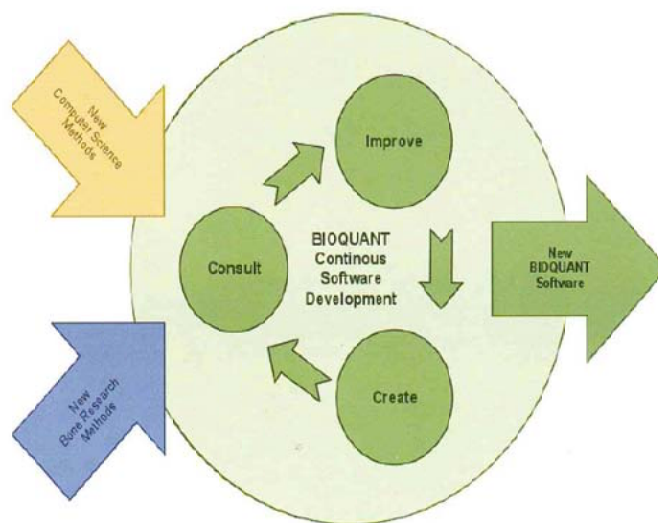 New
Computer Science
Methods
Improve
BIOQUANT
Continous
Software
Development
Consult
New
BIOQUANT
Software
New
Bone Research
Methods
Create